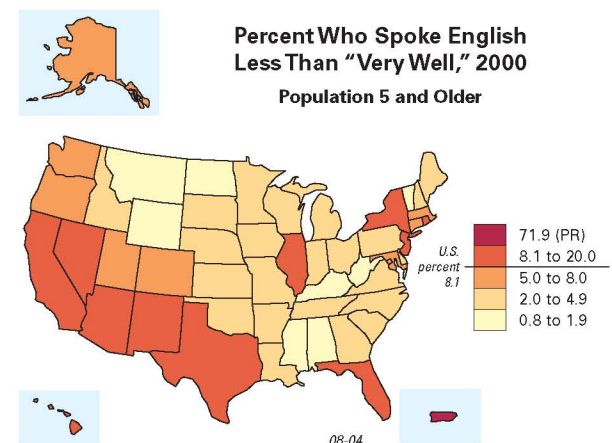 Percent Who Spoke English
Less Than “Very Well,” 2000
Population 5 and Older
71.9 (PR)
8.1 to 20.0
5.0 to 8.0
2.0 to 4.9
0.8 to 1.9
U.S.
percent
8.1
08-04